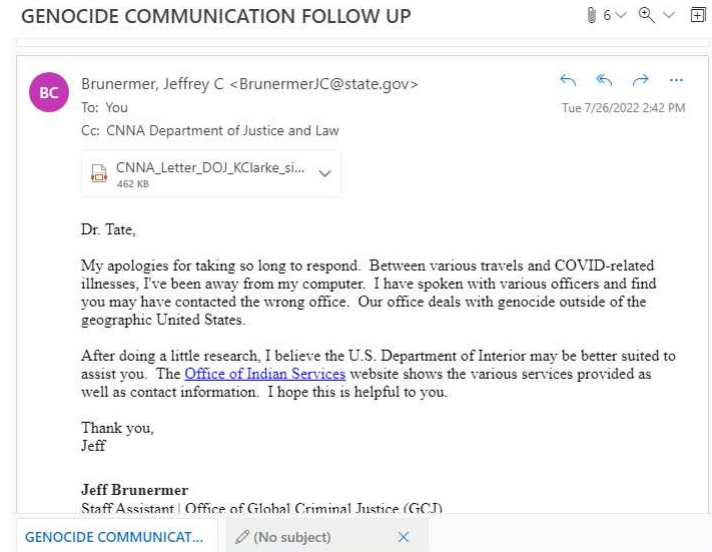 GENOCIDE COMMUNICATION FOLLOW UP
6
BC
Brunermer, Jeffrey C <BrunermerJC@state.gov>
To: You
Cc: CNNA Department of Justice and Law
Tue 7/26/2022 2:42 PM
CNNA_Letter_DOJ_KClarke_si...
462 KB
Dr. Tate,
My apologies for taking so long to respond. Between various travels and COVID-related
illnesses, I've been away from my computer. I have spoken with various officers and find
you may have contacted the wrong office. Our office deals with genocide outside of the
geographic United States.
After doing a little research, I believe the U.S. Department of Interior may be better suited to
assist you. The Office of Indian Services website shows the various services provided as
well as contact information. I hope this is helpful to you.
Thank you,
Jeff
Jeff Brunermer
Staff Assistant | Office of Global Criminal Justice (GCJ)
GENOCIDE COMMUNICAT...
(No subject)